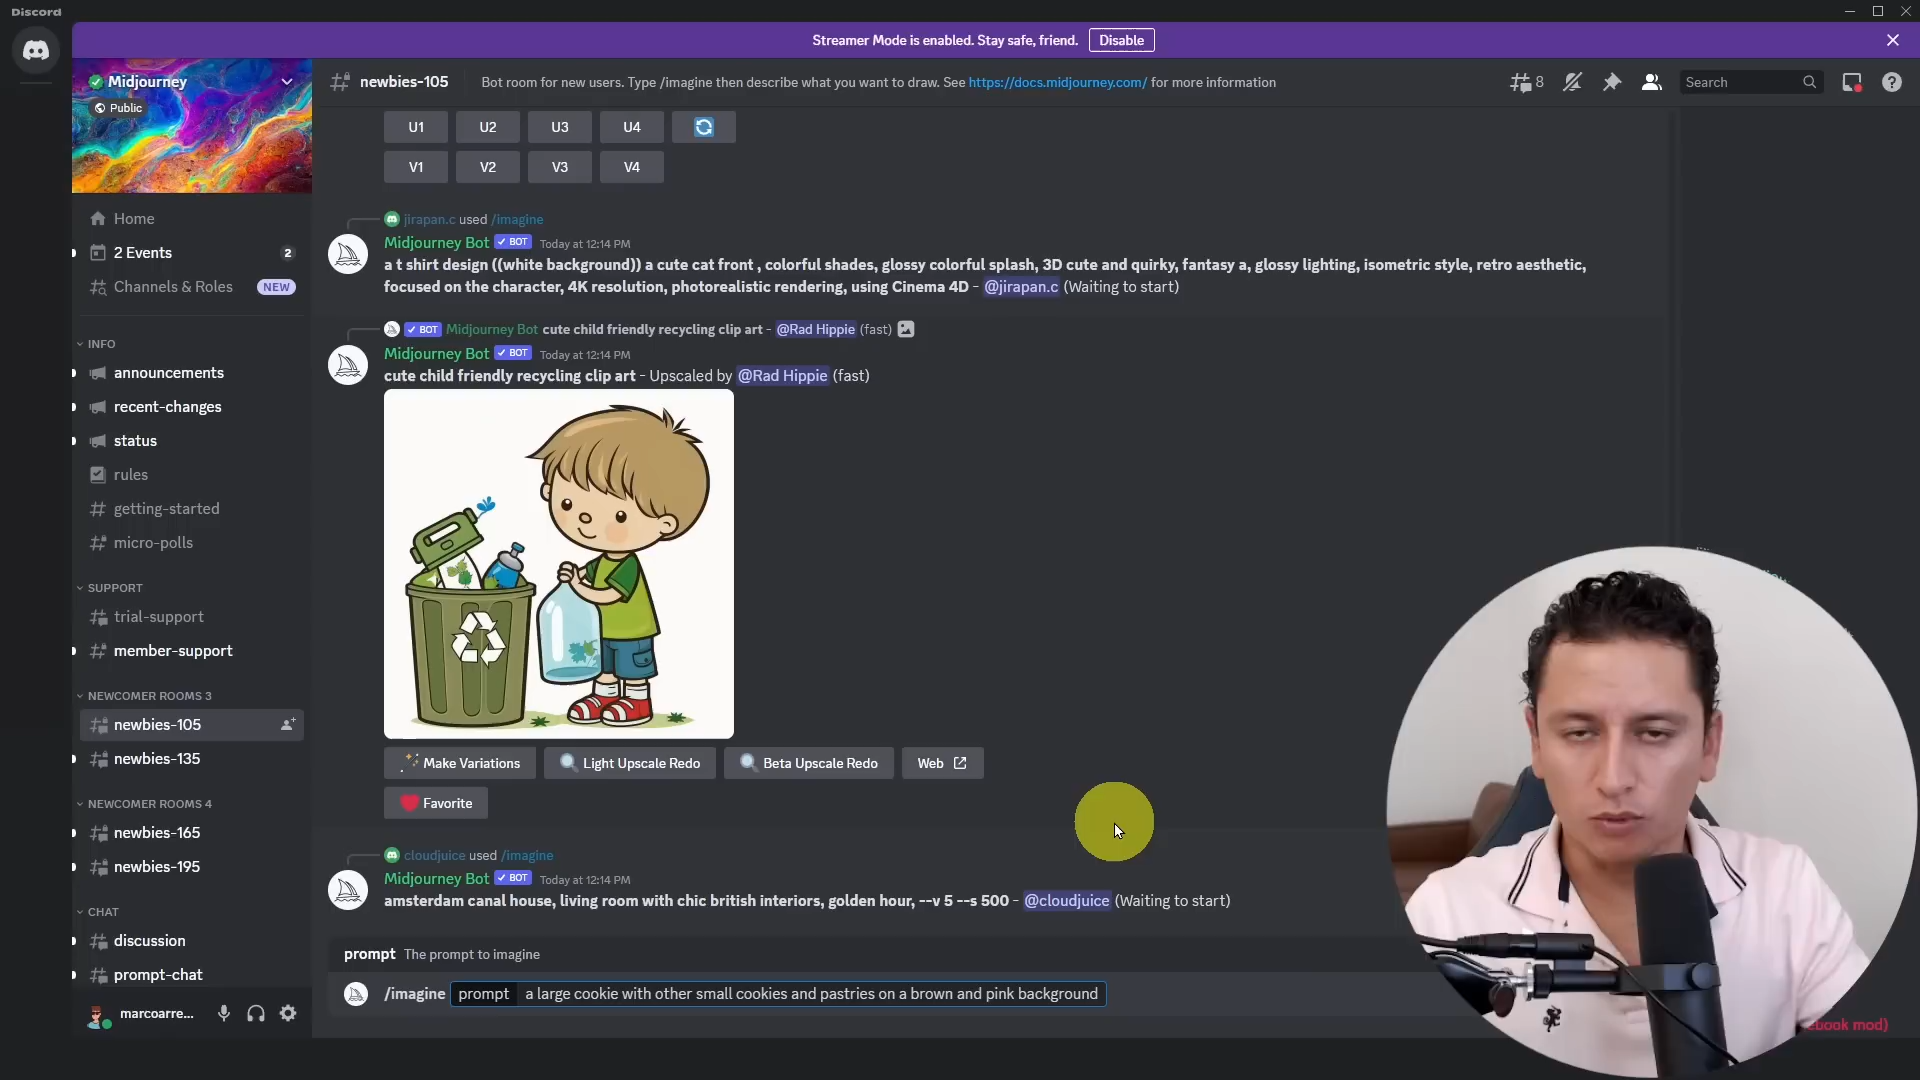 Discord
Streamer Mode is enabled. Stay safe, friend.
Disable
Midjourney
Public
newbies-105
Bot room for new users. Type /imagine then describe what you want to draw. See https://docs.midjourney.com/ for more information
8
Search
Home
2 Events
2
Channels & Roles
NEW
INFO
announcements
recent-changes
status
rules
getting-started
micro-polls
SUPPORT
trial-support
member-support
NEWCOMER ROOMS 3
newbies-105
newbies-135
NEWCOMER ROOMS 4
newbies-165
newbies-195
CHAT
discussion
prompt-chat
marcoarre...
U1
U2
U3
U4
V1
V2
V3
V4
jirapan.c used /imagine
Midjourney Bot BOT Today at 12:14 PM
a t shirt design ((white background)) a cute cat front , colorful shades, glossy colorful splash, 3D cute and quirky, fantasy a, glossy lighting, isometric style, retro aesthetic,
focused on the character, 4K resolution, photorealistic rendering, using Cinema 4D - @jirapan.c (Waiting to start)
BOT Midjourney Bot cute child friendly recycling clip art - @Rad Hippie (fast)
Midjourney Bot BOT Today at 12:14 PM
cute child friendly recycling clip art - Upscaled by @Rad Hippie (fast)
Make Variations
Light Upscale Redo
Beta Upscale Redo
Web
Favorite
cloudjuice used /imagine
Midjourney Bot BOT Today at 12:14 PM
amsterdam canal house, living room with chic british interiors, golden hour, --v 5 --s 500 - @cloudjuice (Waiting to start)
prompt The prompt to imagine
/imagine prompt a large cookie with other small cookies and pastries on a brown and pink background
mod)